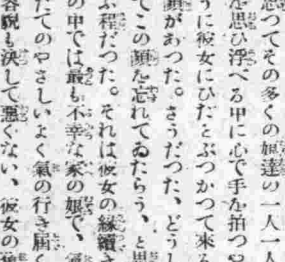 つてその多くの娘達の一人一人
を思ひ浮べる中に心で手を拍つや
うに彼女にひだとぶつかつて來
顔があつた。さうだつた、どうし
てこの顔を忘れてゐたらう、と思
ぶ程だつた。それは彼女の縁續き
の中では最も不幸な家の娘で、
たてのやさしいよく氣の行き届く
容貌も決して悪くない、彼女の